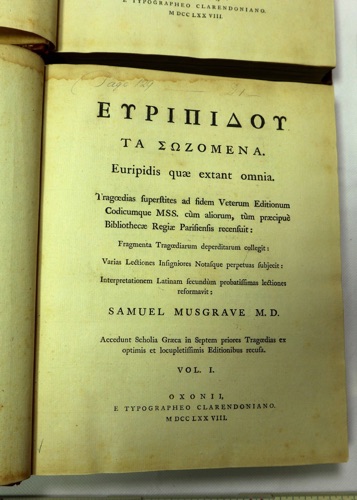 E TYPOGRAPHEO CLARENDONIANO.
M DCC LXX VIII.
ΕΥΡΙΠΙΔΟΥ
ΤΑ ΣΩΖΟΜΕΝΑ.
Euripidis quæ extant omnia.
Tragœdias ſuperſtites ad fidem Veterum Editionum
Codicumque MSS. cùm aliorum, tùm præcipuè
Bibliothecæ Regiæ Pariſienſis recenſuit:
Fragmenta Tragœdiarum deperditarum collegit:
Varias Lectiones Inſigniores Notaſque perpetuas ſubjecit:
Interpretationem Latinam ſecundùm probatiſſimas lectiones
reformavit:
SAMUEL MUSGRAVE M. D.
Accedunt Scholia Græca in Septem priores Tragœdias ex
optimis et locupletiſſimis Editionibus recuſa.
VOL. I.
OXONII,
E TYPOGRAPHEO CLARENDONIANO.
M DCC LXX VIII.